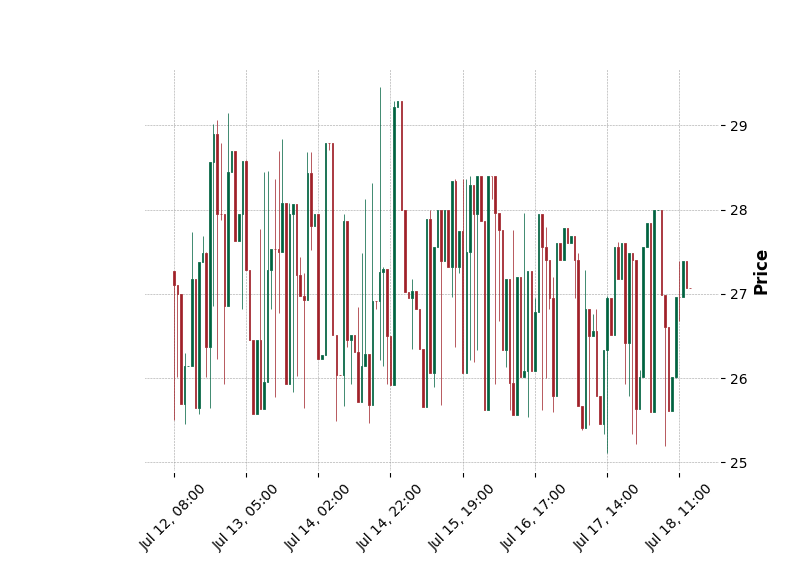 29
28
27
26
25
Price
Jul 12, 08:00
Jul 13, 05:00
Jul 14, 02:00
Jul 14, 22:00
Jul 15, 19:00
Jul 16, 17:00
Jul 17, 14:00
Jul 18, 11:00